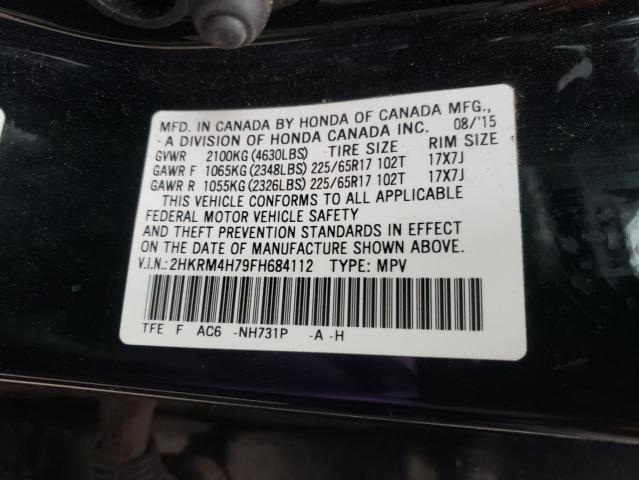 MFD. IN CANADA BY HONDA OF CANADA MFG.,
A DIVISION OF HONDA CANADA INC. 08/'15
GVWR 2100KG (4630LBS) TIRE SIZE RIM SIZE
GAWR F 1065KG (2348LBS) 225/65R17 102T 17X7J
GAWR R 1055KG (2326LBS) 225/65R17 102T 17X7J
THIS VEHICLE CONFORMS TO ALL APPLICABLE
FEDERAL MOTOR VEHICLE SAFETY
AND THEFT PREVENTION STANDARDS IN EFFECT
ON THE DATE OF MANUFACTURE SHOWN ABOVE.
V.I.N.:2HKRM4H79FH684112 TYPE: MPV
TFE F AC6 -NH731P -A -H